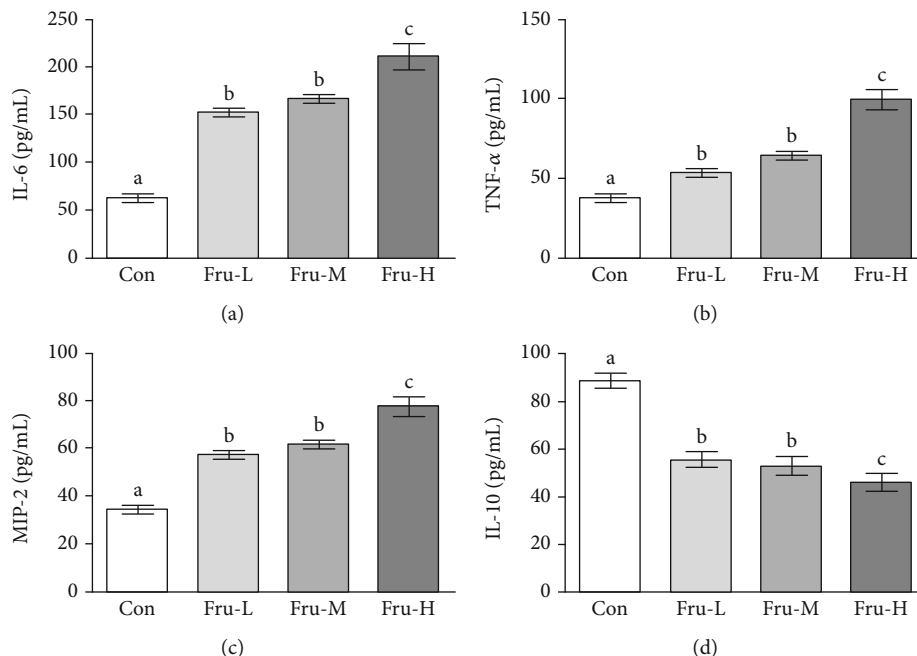 250
200
150
100
50
0
IL-6 (pg/mL)
a
b
b
c
Con Fru-L Fru-M Fru-H
(a)
150
100
50
0
TNF-α (pg/mL)
a
b
b
c
Con Fru-L Fru-M Fru-H
(b)
100
80
60
40
20
0
MIP-2 (pg/mL)
a
b
b
c
Con Fru-L Fru-M Fru-H
(c)
100
80
60
40
20
0
IL-10 (pg/mL)
a
b
b
c
Con Fru-L Fru-M Fru-H
(d)